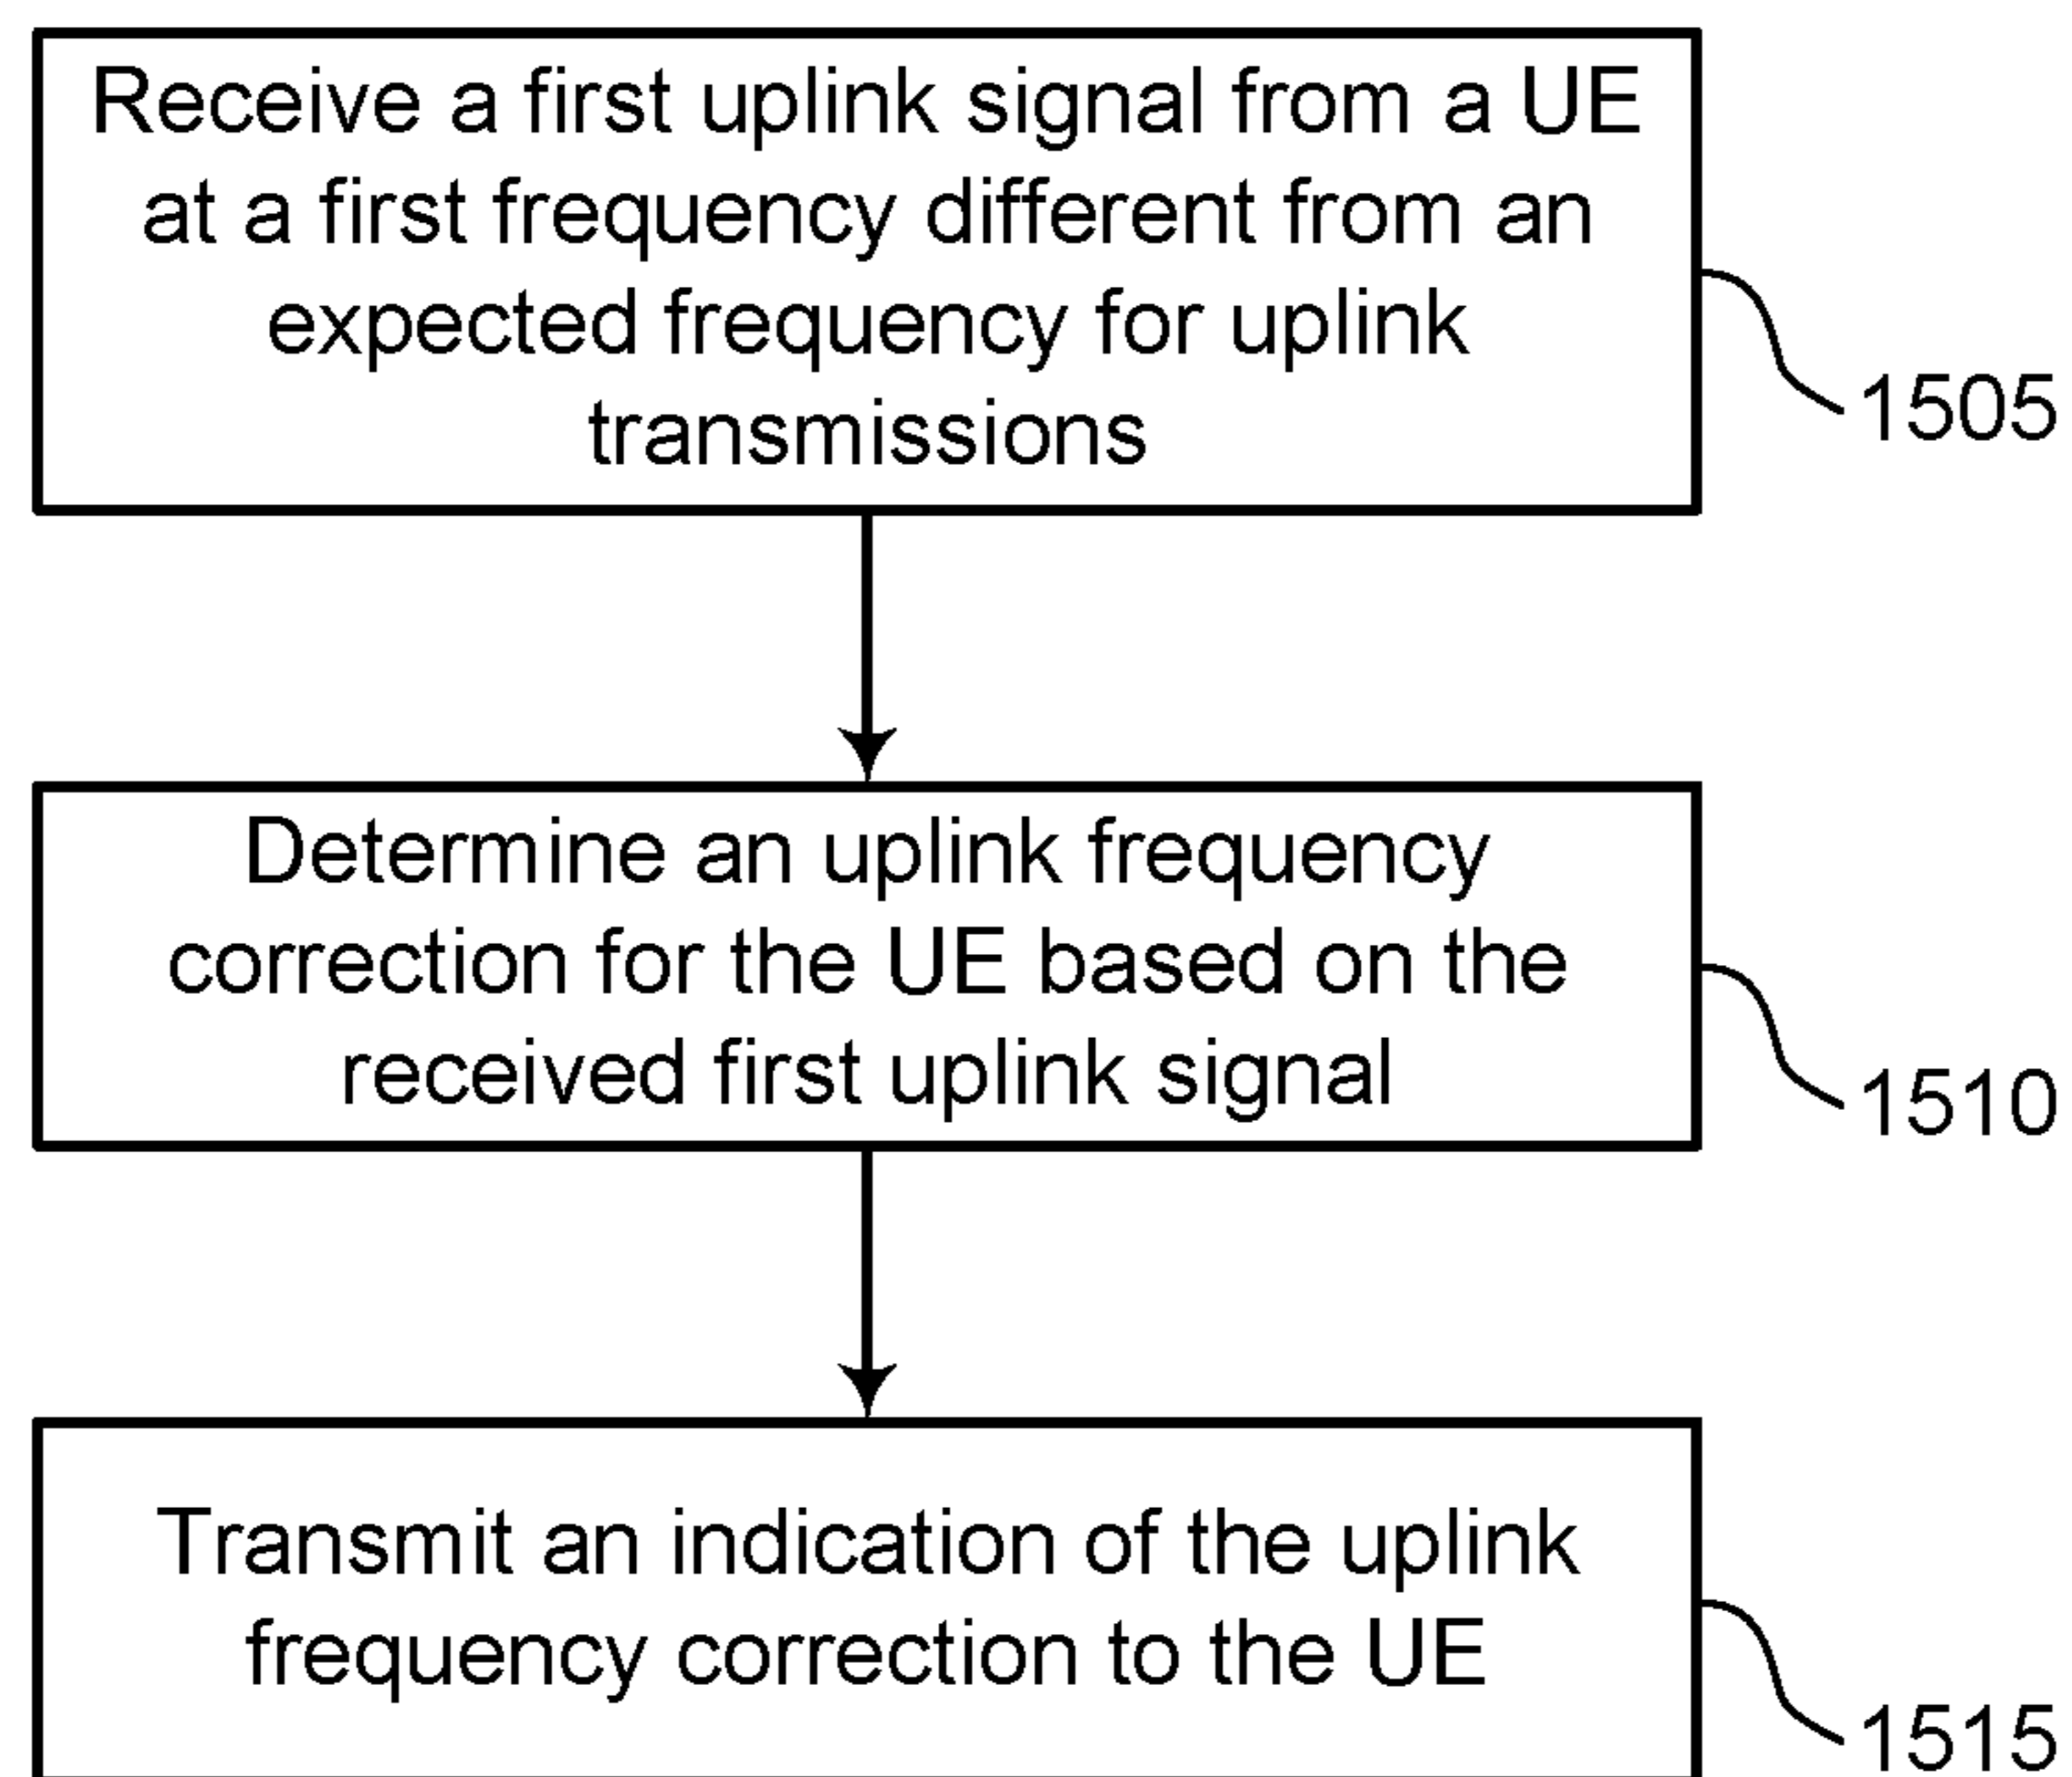 Receive a first uplink signal from a UE
at a first frequency different from an
expected frequency for uplink
transmissions
1505
Determine an uplink frequency
correction for the UE based on the
received first uplink signal
1510
Transmit an indication of the uplink
frequency correction to the UE
1515